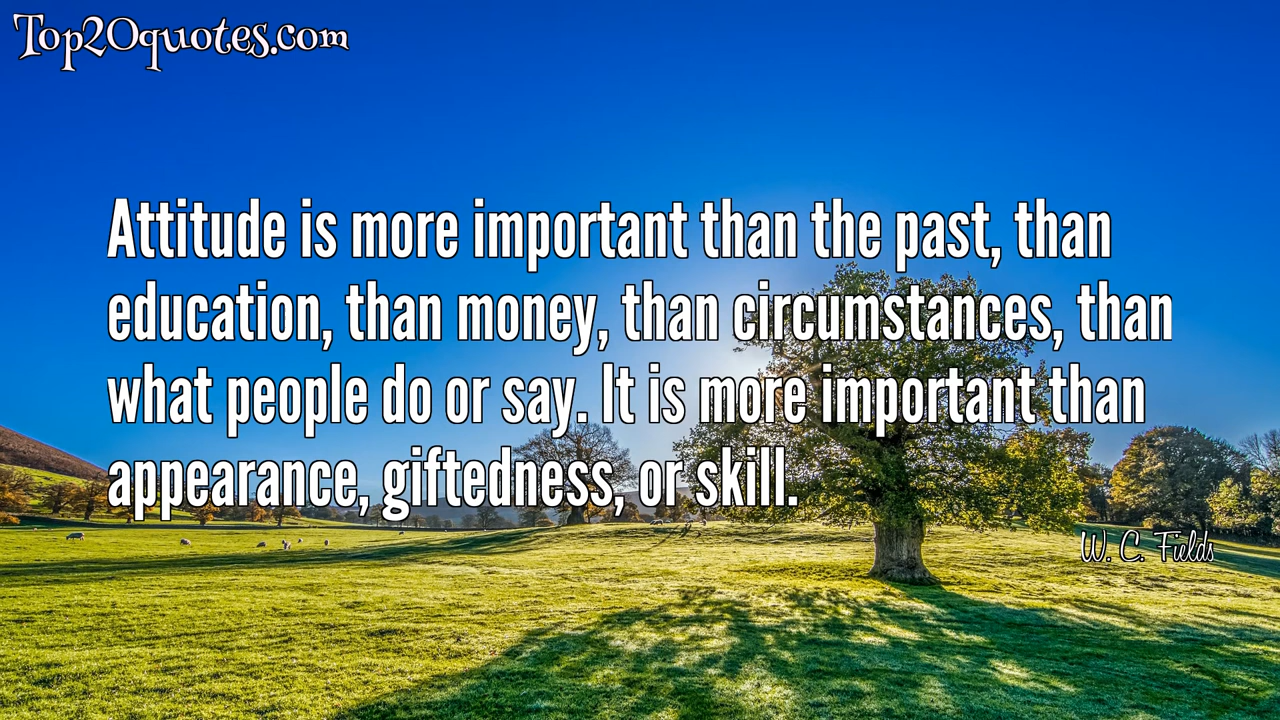 Top20quotes.com
Attitude is more important than the past, than
education, than money, than circumstances, than
what people do or say. It is more important than
appearance, giftedness, or skill.
W. C. Fields